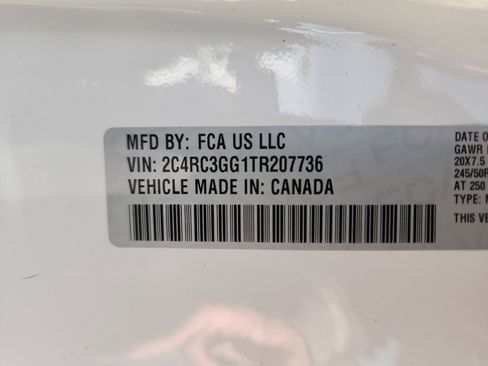 MFD BY: FCA US LLC
VIN: 2C4RC3GG1TR207736
VEHICLE MADE IN: CANADA
DATE O
GAWR
20X7.5
245/50R
AT 250
TYPE:
THIS VE